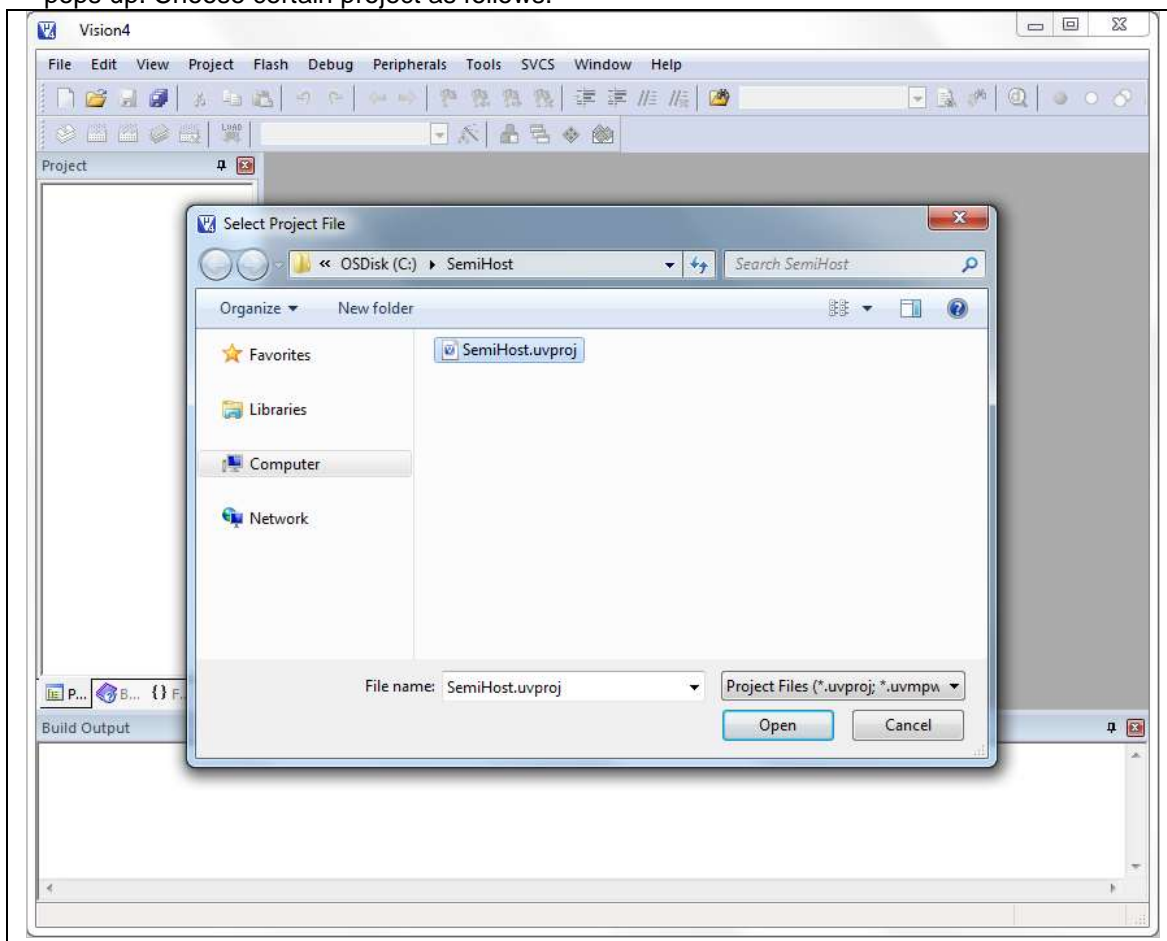 pops up. Choose certain project as follows.
Vision4
File Edit View Project Flash Debug Peripherals Tools SVCS Window Help
LOAD
Project
Select Project File
« OSDisk (C:) ▸ SemiHost
Search SemiHost
Organize New folder
Favorites
SemiHost.uvproj
Libraries
Computer
Network
File name: SemiHost.uvproj
Project Files (*.uvproj; *.uvmpw
Open Cancel
P... B... {} F...
Build Output